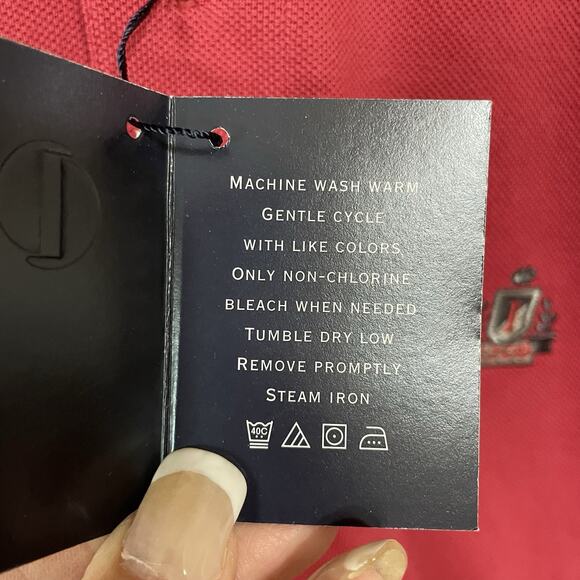 MACHINE WASH WARM
GENTLE CYCLE
WITH LIKE COLORS
ONLY NON-CHLORINE
BLEACH WHEN NEEDED
TUMBLE DRY LOW
REMOVE PROMPTLY
STEAM IRON
40C